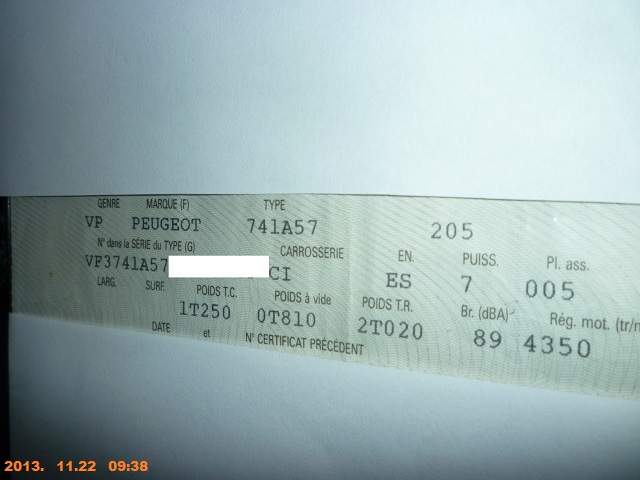 GENRE MARQUE (F) TYPE
VP PEUGEOT 741A57 205
N° dans la SÉRIE du TYPE (G) CARROSSERIE EN. PUISS. Pl. ass.
VF3741A57 CI ES 7 005
LARG. SURF. POIDS T.C. POIDS à vide POIDS T.R. Br. (dBA) Rég. mot. (tr/m
1T250 0T810 2T020 89 4350
DATE et N° CERTIFICAT PRÉCÉDENT
2013. 11.22 09:38